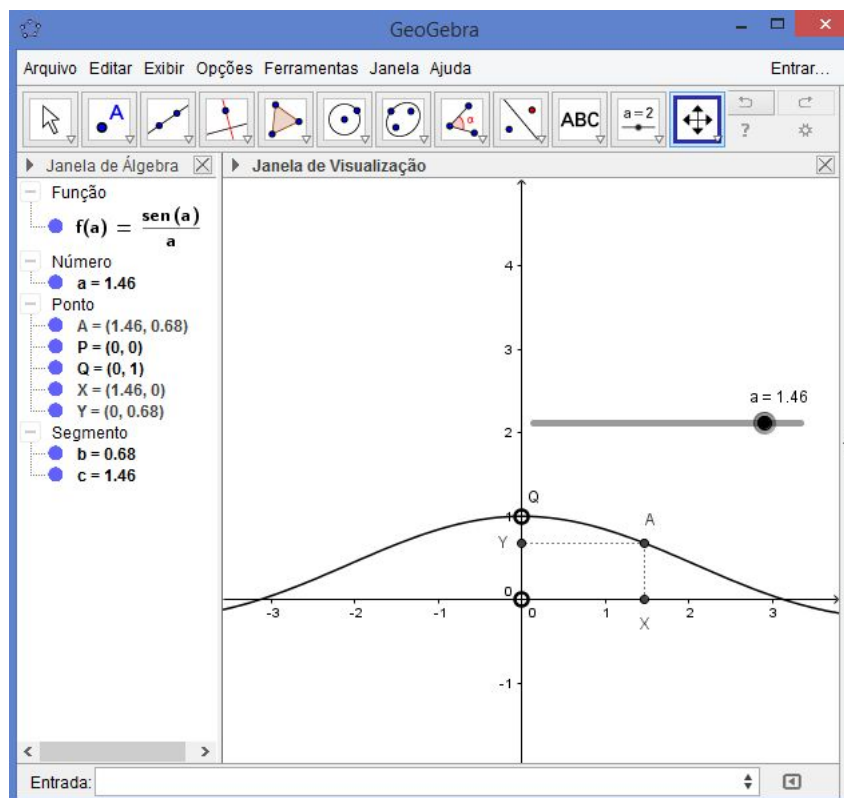 GeoGebra
Arquivo Editar Exibir Opções Ferramentas Janela Ajuda Entrar...
A α ABC a=2 ?
Janela de Álgebra
Função
f(a) = sen (a) / a
Número
a = 1.46
Ponto
A = (1.46, 0.68)
P = (0, 0)
Q = (0, 1)
X = (1.46, 0)
Y = (0, 0.68)
Segmento
b = 0.68
c = 1.46
Janela de Visualização
4
3
a = 1.46
2
Q
1
A
Y
0
-3 -2 -1 0 1 2 3
X
-1
Entrada: